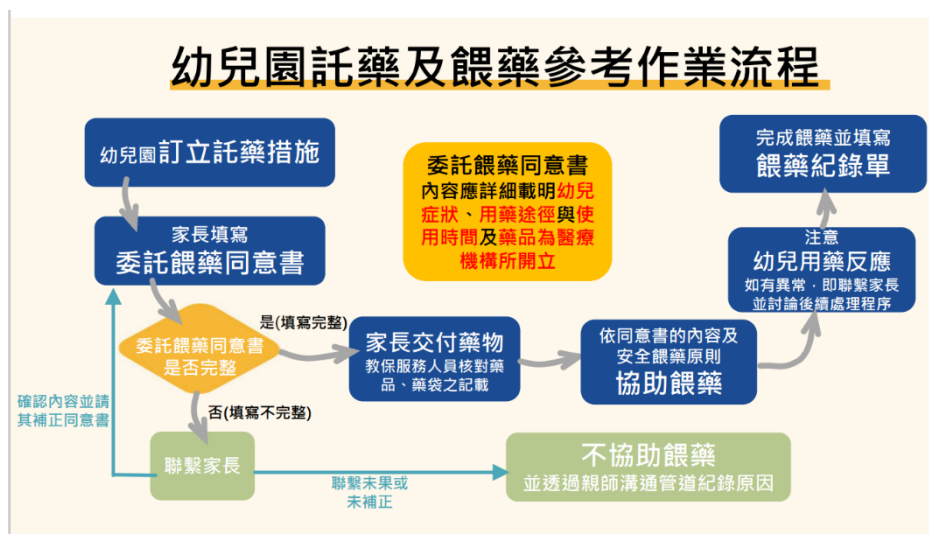 幼兒園託藥及餵藥參考作業流程
幼兒園訂立託藥措施
家長填寫
委託餵藥同意書
委託餵藥同意書
是否完整
是(填寫完整)
否(填寫不完整)
確認內容並請
其補正同意書
聯繫家長
聯繫未果或
未補正
不協助餵藥
並透過親師溝通管道紀錄原因
家長交付藥物
教保服務人員核對藥
品、藥袋之記載
依同意書的內容及
安全餵藥原則
協助餵藥
注意
幼兒用藥反應
如有異常，即聯繫家長
並討論後續處理程序
完成餵藥並填寫
餵藥紀錄單
委託餵藥同意書
內容應詳細載明幼兒
症狀、用藥途徑與使
用時間及藥品為醫療
機構所開立